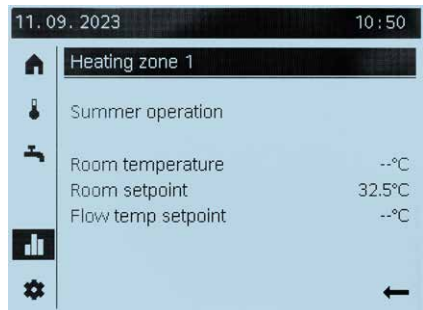 11.09.2023 10:50
Heating zone 1
Summer operation
Room temperature --°C
Room setpoint 32.5°C
Flow temp setpoint --°C